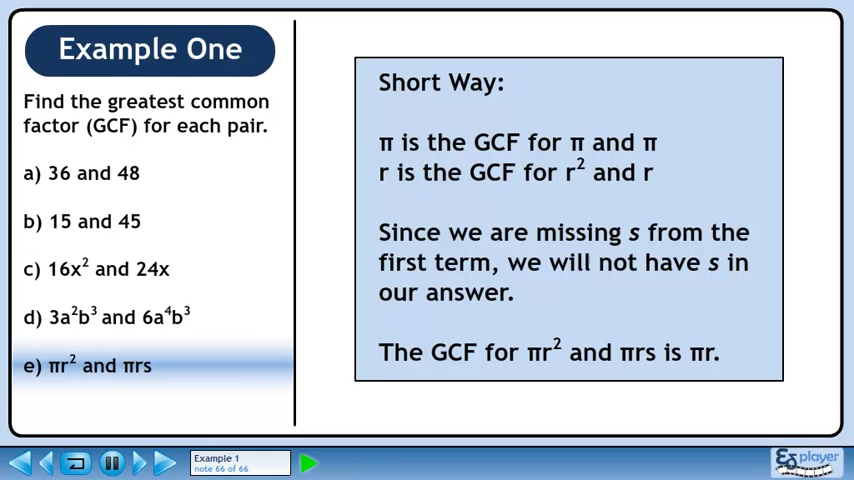 Example One
Find the greatest common
factor (GCF) for each pair.
a) 36 and 48
b) 15 and 45
c) 16x² and 24x
d) 3a²b³ and 6a⁴b³
e) πr² and πrs
Short Way:
π is the GCF for π and π
r is the GCF for r² and r
Since we are missing s from the
first term, we will not have s in
our answer.
The GCF for πr² and πrs is πr.
Example 1
note 66 of 66
Ed player